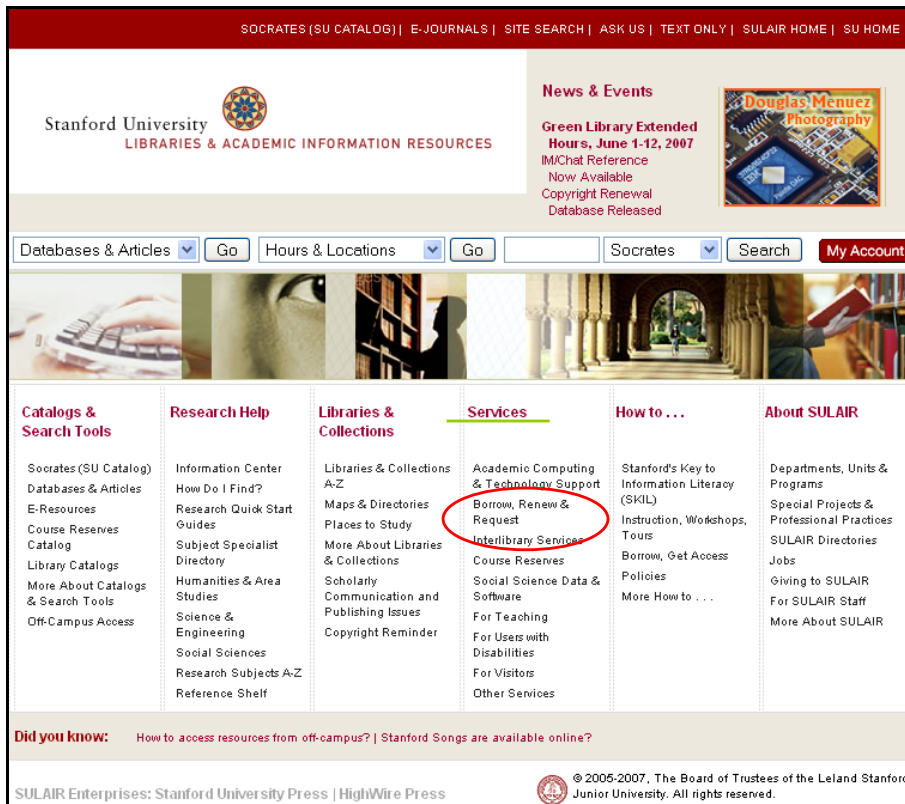 SOCRATES (SU CATALOG) | E-JOURNALS | SITE SEARCH | ASK US | TEXT ONLY | SULAIR HOME | SU HOME
Stanford University
LIBRARIES & ACADEMIC INFORMATION RESOURCES
News & Events
Green Library Extended
Hours, June 1-12, 2007
IM/Chat Reference
Now Available
Copyright Renewal
Database Released
Douglas Menuez
Photography
Databases & Articles Go Hours & Locations Go Socrates Search My Account
Catalogs &
Search Tools
Socrates (SU Catalog)
Databases & Articles
E-Resources
Course Reserves
Catalog
Library Catalogs
More About Catalogs
& Search Tools
Off-Campus Access
Research Help
Information Center
How Do I Find?
Research Quick Start
Guides
Subject Specialist
Directory
Humanities & Area
Studies
Science &
Engineering
Social Sciences
Research Subjects A-Z
Reference Shelf
Libraries &
Collections
Libraries & Collections
A-Z
Maps & Directories
Places to Study
More About Libraries
& Collections
Scholarly
Communication and
Publishing Issues
Copyright Reminder
Services
Academic Computing
& Technology Support
Borrow, Renew &
Request
Interlibrary Services
Course Reserves
Social Science Data &
Software
For Teaching
For Users with
Disabilities
For Visitors
Other Services
How to . . .
Stanford's Key to
Information Literacy
(SKIL)
Instruction, Workshops,
Tours
Borrow, Get Access
Policies
More How to . . .
About SULAIR
Departments, Units &
Programs
Special Projects &
Professional Practices
SULAIR Directories
Jobs
Giving to SULAIR
For SULAIR Staff
More About SULAIR
Did you know: How to access resources from off-campus? | Stanford Songs are available online?
SULAIR Enterprises: Stanford University Press | HighWire Press
© 2005-2007, The Board of Trustees of the Leland Stanford
Junior University. All rights reserved.